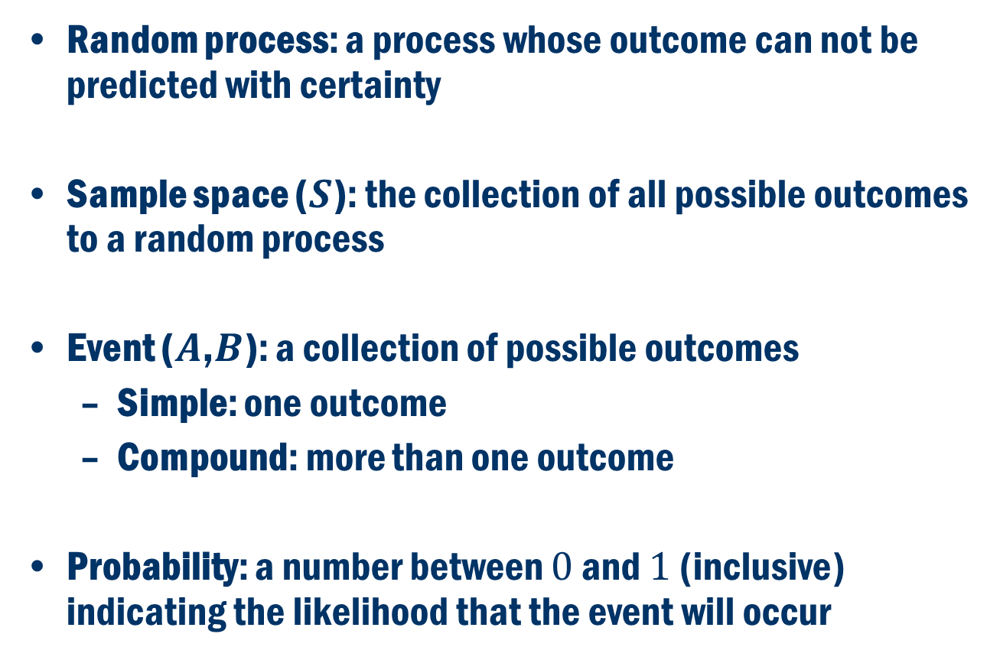 • Random process: a process whose outcome can not be
predicted with certainty
• Sample space (S): the collection of all possible outcomes
to a random process
• Event (A,B): a collection of possible outcomes
– Simple: one outcome
– Compound: more than one outcome
• Probability: a number between 0 and 1 (inclusive)
indicating the likelihood that the event will occur